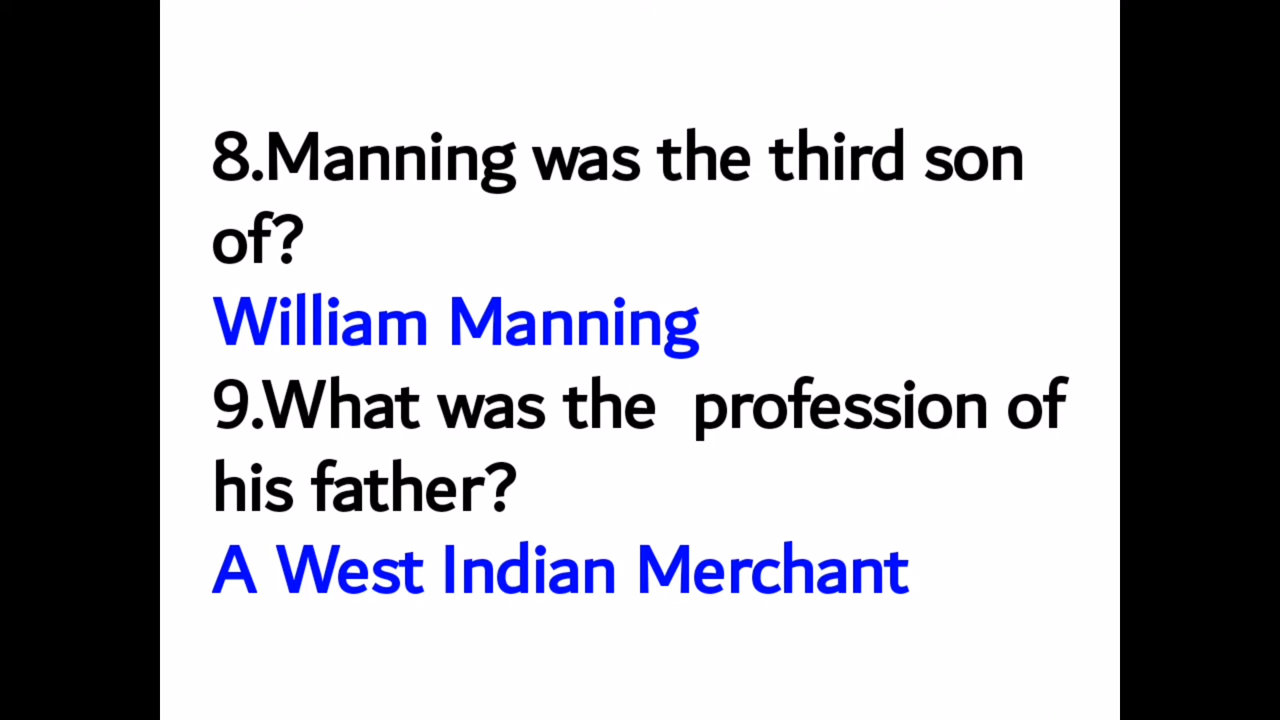 8.Manning was the third son
of?
William Manning
9.What was the  profession of
his father?
A West Indian Merchant